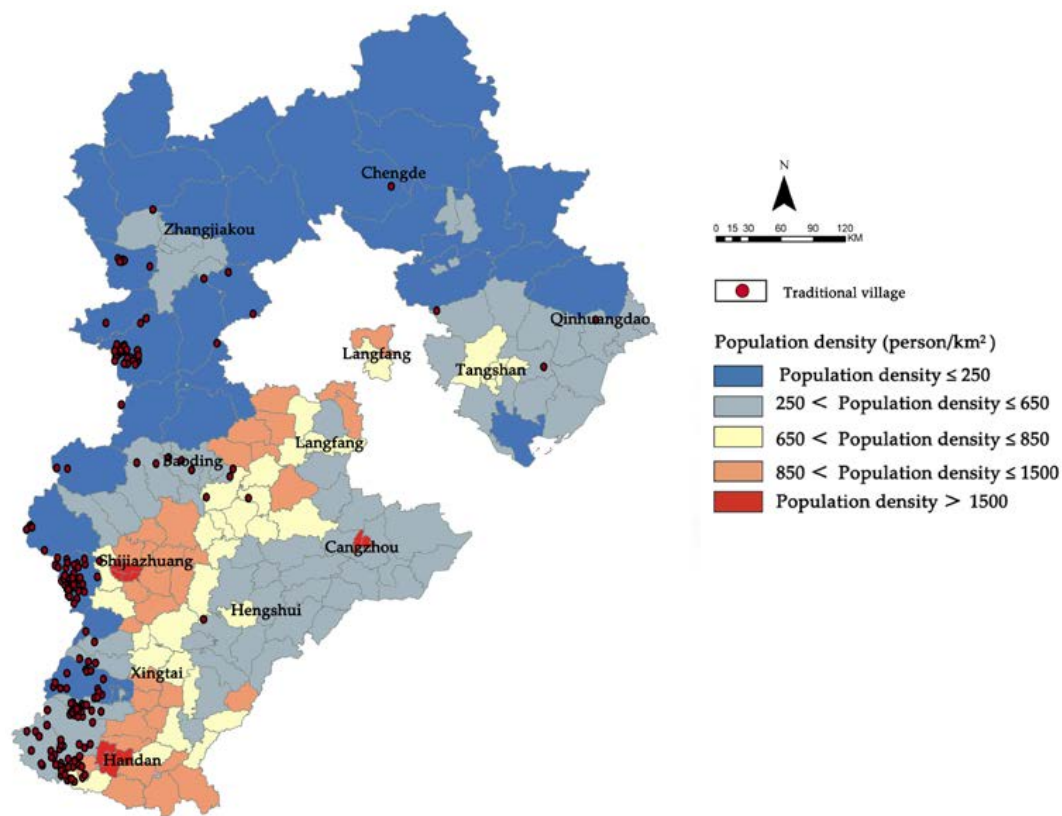 Chengde
Zhangjiakou
N
0 15 30 60 90 120
KM
Traditional village
Qinhuangdao
Langfang
Tangshan
Population density (person/km²)
Population density ≤ 250
250 < Population density ≤ 650
650 < Population density ≤ 850
850 < Population density ≤ 1500
Population density > 1500
Langfang
Baoding
Cangzhou
Shijiazhuang
Hengshui
Xingtai
Handan